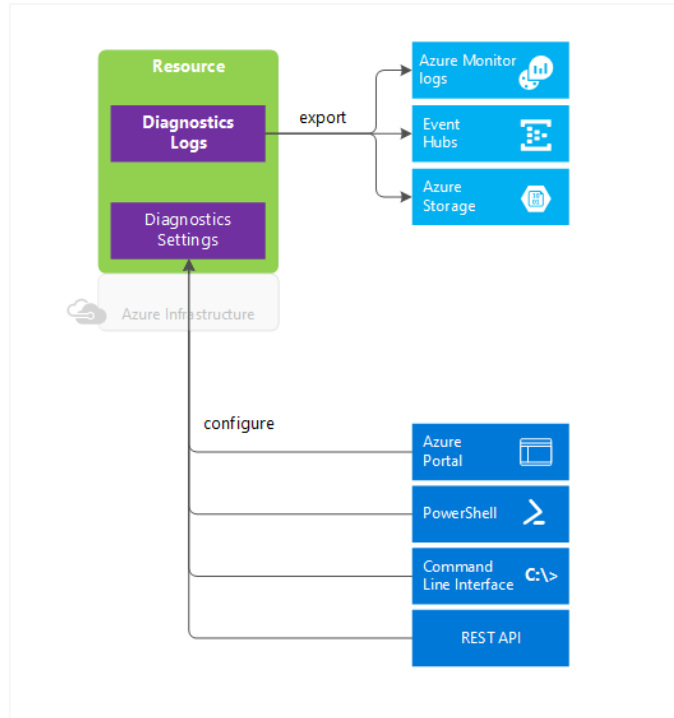 Resource
Diagnostics
Logs
export
Azure Monitor
logs
Event
Hubs
Azure
Storage
Diagnostics
Settings
Azure Infrastructure
configure
Azure
Portal
PowerShell
Command
Line Interface
C:\>
REST API